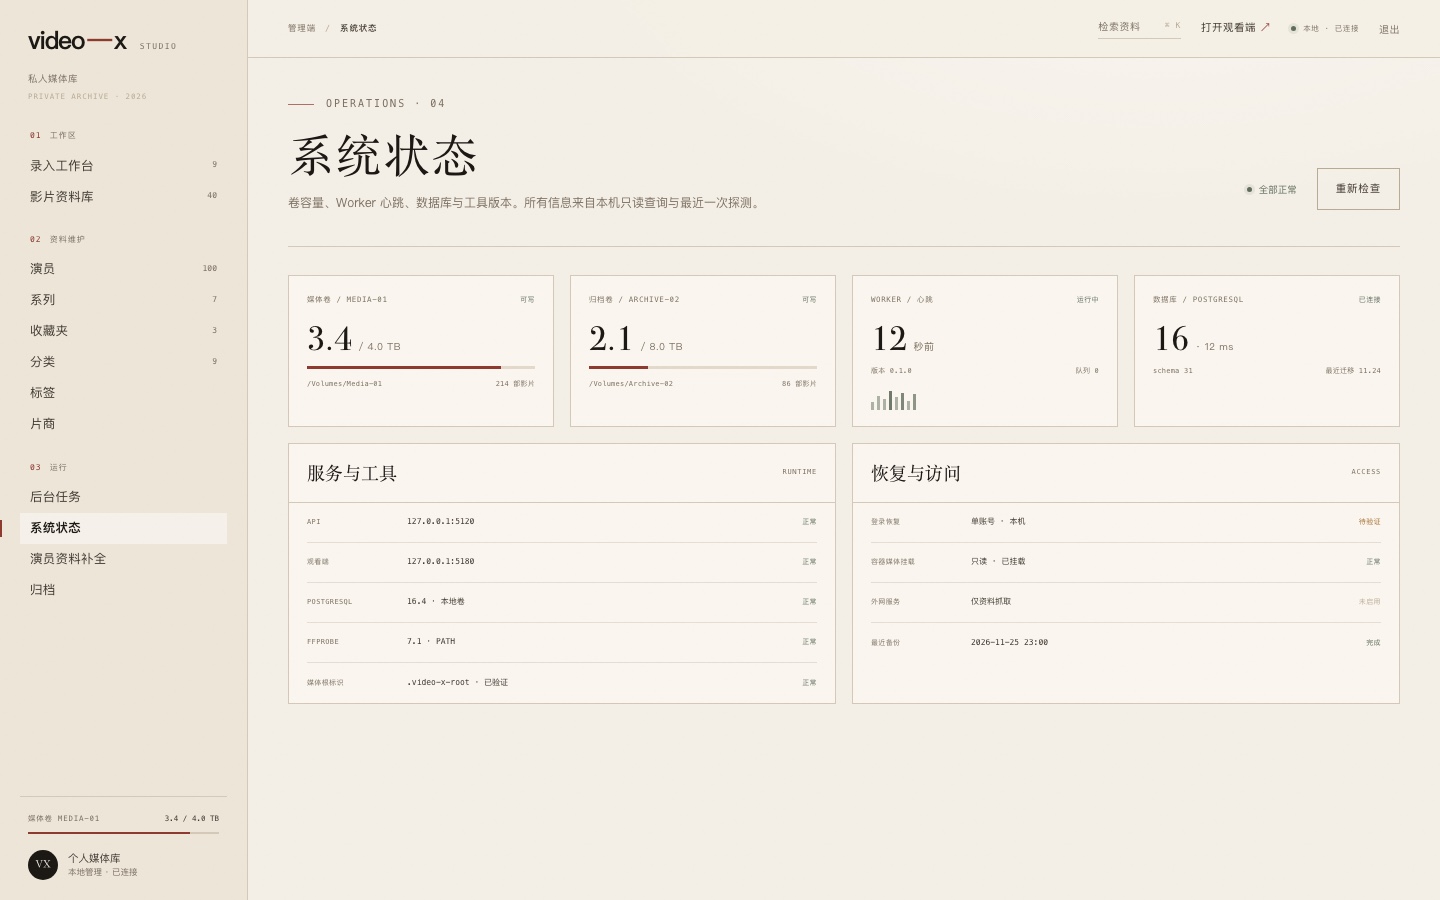 video—x STUDIO
私人媒体库
PRIVATE ARCHIVE · 2026
01 工作区
录入工作台 9
影片资料库 40
02 资料维护
演员 100
系列 7
收藏夹 3
分类 9
标签
片商
03 运行
后台任务
系统状态
演员资料补全
归档
媒体卷 MEDIA-01 3.4 / 4.0 TB
VX
个人媒体库
本地管理 · 已连接
管理端 / 系统状态
检索资料 ⌘ K
打开观看端 ↗
本地 · 已连接
退出
OPERATIONS · 04
系统状态
卷容量、Worker 心跳、数据库与工具版本。所有信息来自本机只读查询与最近一次探测。
全部正常
重新检查
媒体卷 / MEDIA-01 可写
3.4 / 4.0 TB
/Volumes/Media-01 214 部影片
归档卷 / ARCHIVE-02 可写
2.1 / 8.0 TB
/Volumes/Archive-02 86 部影片
WORKER / 心跳 运行中
12 秒前
版本 0.1.0 队列 0
数据库 / POSTGRESQL 已连接
16 · 12 ms
schema 31 最近迁移 11.24
服务与工具 RUNTIME
API 127.0.0.1:5120 正常
观看端 127.0.0.1:5180 正常
POSTGRESQL 16.4 · 本地卷 正常
FFPROBE 7.1 · PATH 正常
媒体根标识 .video-x-root · 已验证 正常
恢复与访问 ACCESS
登录恢复 单账号 · 本机 待验证
容器媒体挂载 只读 · 已挂载 正常
外网服务 仅资料抓取 未启用
最近备份 2026-11-25 23:00 完成